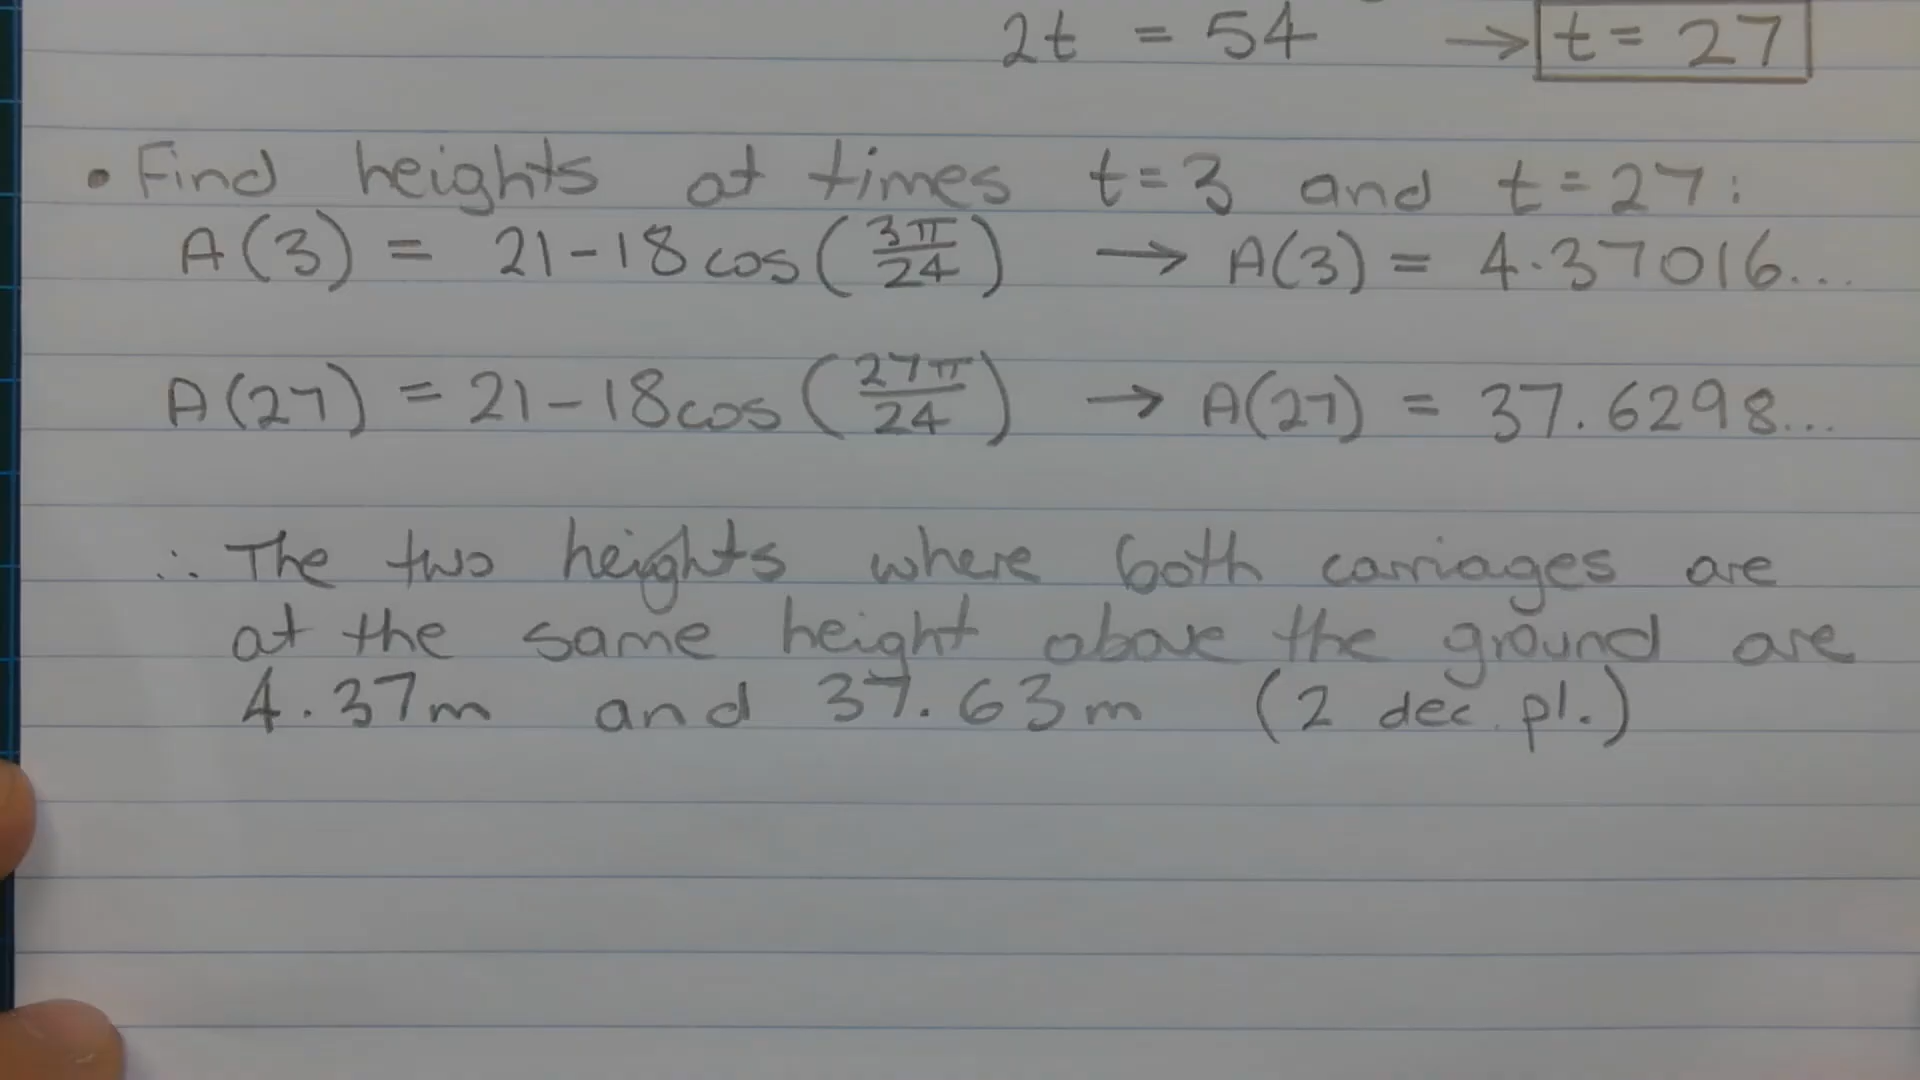 2t = 54 → t = 27
• Find heights at times t=3 and t=27:
A(3) = 21-18cos(3π/24) → A(3) = 4.37016...
A(27) = 21-18cos(27π/24) → A(27) = 37.6298...
∴ The two heights where both carriages are
at the same height above the ground are
4.37m and 37.63m (2 dec. pl.)